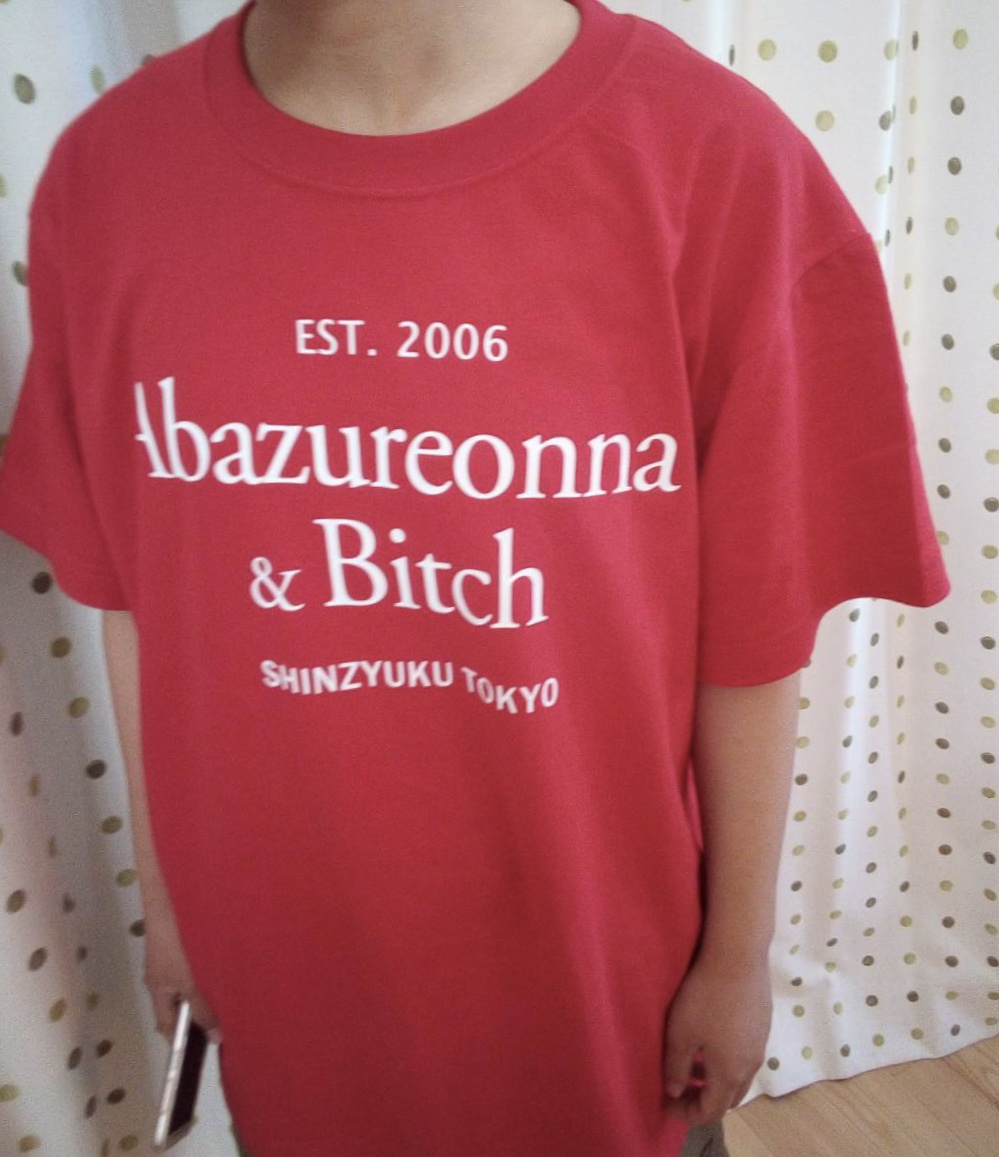 EST. 2006
Abazureonna
& Bitch
SHINZYUKU TOKYO